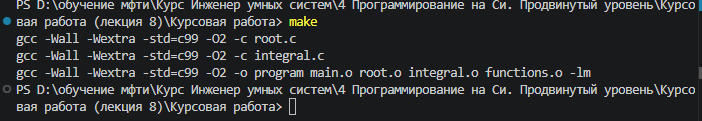 PS D:\обучение мфти\Курс Инженер умных систем\4 Программирование на Си. Продвинутый уровень\Курсо
вая работа (лекция 8)\Курсовая работа> make
gcc -Wall -Wextra -std=c99 -O2 -c root.c
gcc -Wall -Wextra -std=c99 -O2 -c integral.c
gcc -Wall -Wextra -std=c99 -O2 -o program main.o root.o integral.o functions.o -lm
PS D:\обучение мфти\Курс Инженер умных систем\4 Программирование на Си. Продвинутый уровень\Курсо
вая работа (лекция 8)\Курсовая работа>